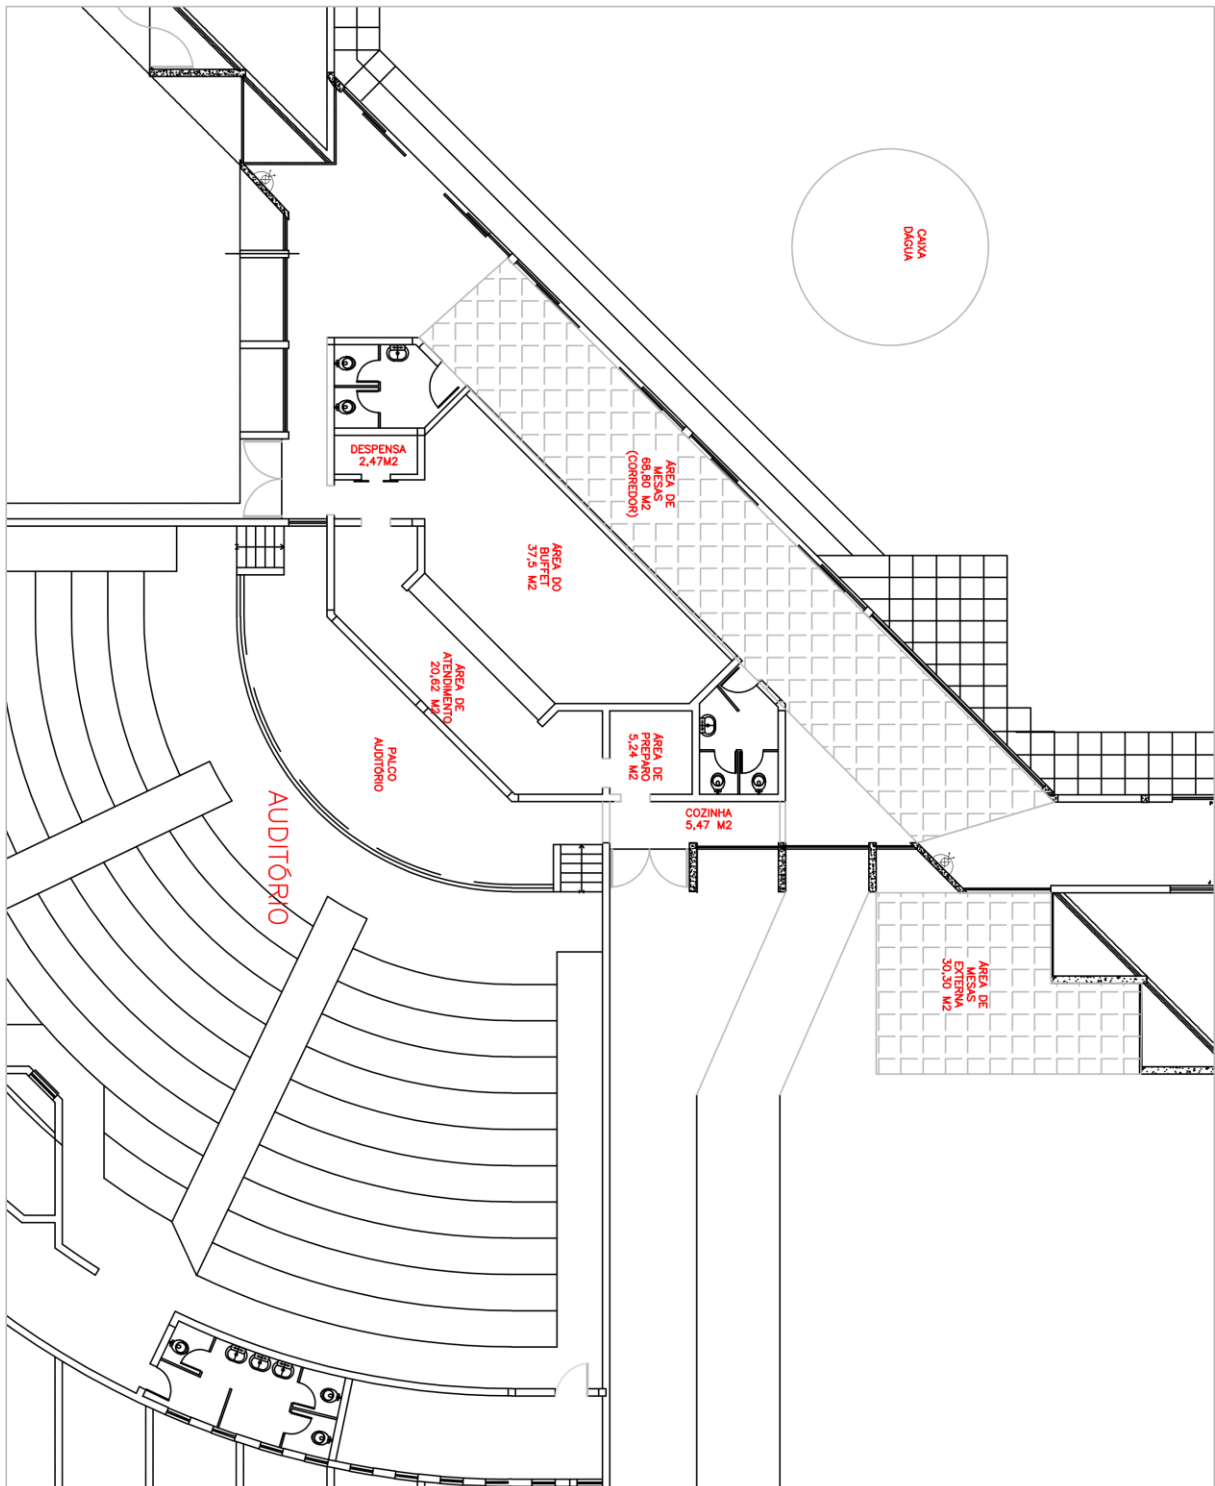 CAIXA
DÁGUA
DESPENSA
2,47M2
ÁREA DE
MESAS
68,80 M2
(CORREDOR)
ÁREA DO
BUFFET
37,5 M2
ÁREA DE
ATENDIMENTO
20,62 M2
PALCO
AUDITÓRIO
ÁREA DE
PREPARO
5,24 M2
COZINHA
5,47 M2
AUDITÓRIO
ÁREA DE
MESAS
EXTERNA
30,30 M2